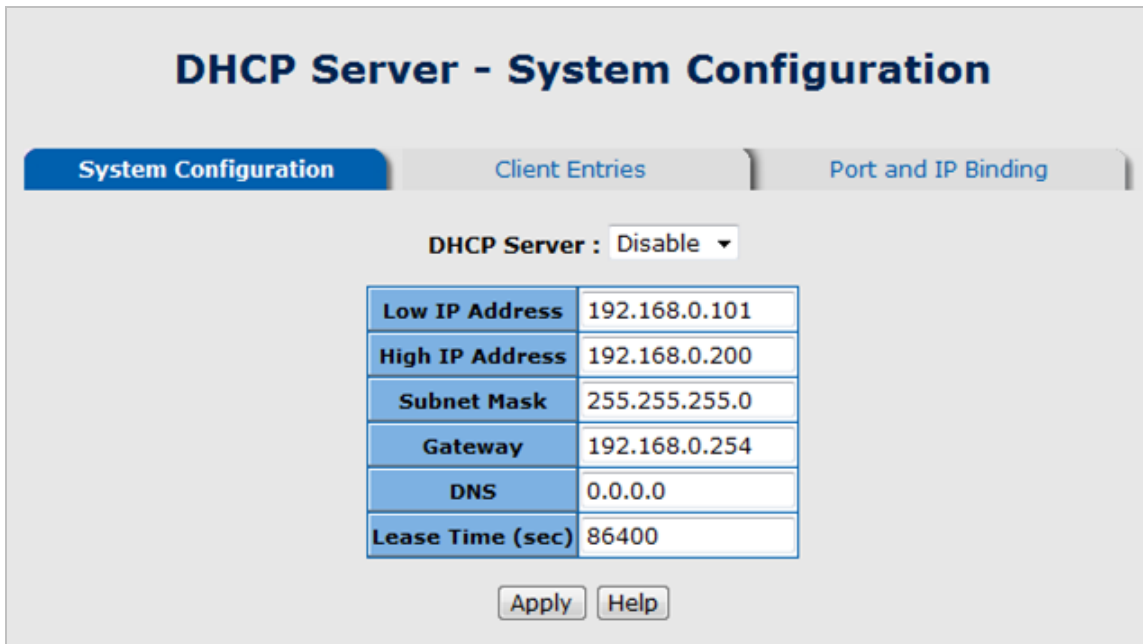 DHCP Server - System Configuration
System Configuration Client Entries Port and IP Binding
DHCP Server : Disable
Low IP Address 192.168.0.101
High IP Address 192.168.0.200
Subnet Mask 255.255.255.0
Gateway 192.168.0.254
DNS 0.0.0.0
Lease Time (sec) 86400
Apply Help